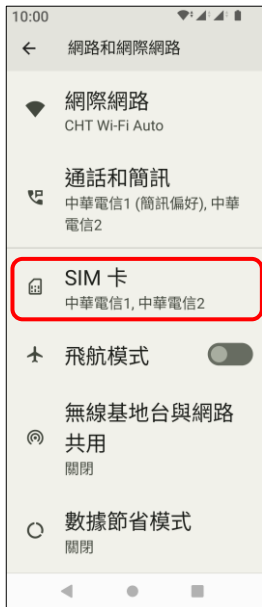 10:00
網路和網際網路
網際網路
CHT Wi-Fi Auto
通話和簡訊
中華電信1 (簡訊偏好), 中華
電信2
SIM 卡
中華電信1, 中華電信2
飛航模式
無線基地台與網路
共用
關閉
數據節省模式
關閉